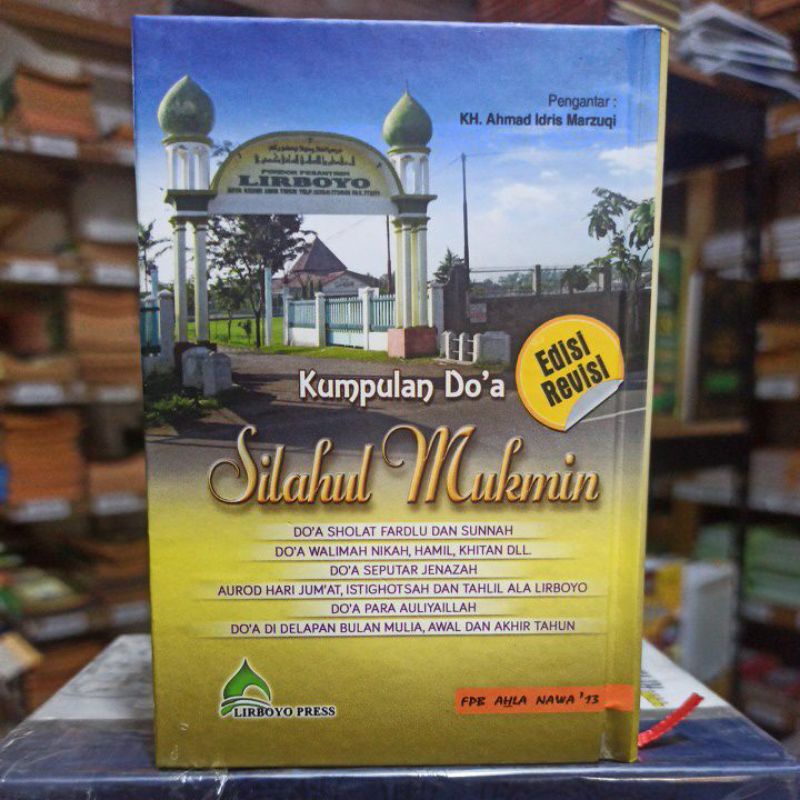 Pengantar :
KH. Ahmad Idris Marzuqi
PONDOK PESANTREN
LIRBOYO
Edisi
Revisi
Kumpulan Do'a
Silahul Mukmin
DO'A SHOLAT FARDLU DAN SUNNAH
DO'A WALIMAH NIKAH, HAMIL, KHITAN DLL.
DO'A SEPUTAR JENAZAH
AUROD HARI JUM'AT, ISTIGHOTSAH DAN TAHLIL ALA LIRBOYO
DO'A PARA AULIYAILLAH
DO'A DI DELAPAN BULAN MULIA, AWAL DAN AKHIR TAHUN
LIRBOYO PRESS
FPB AHLA NAWA '13